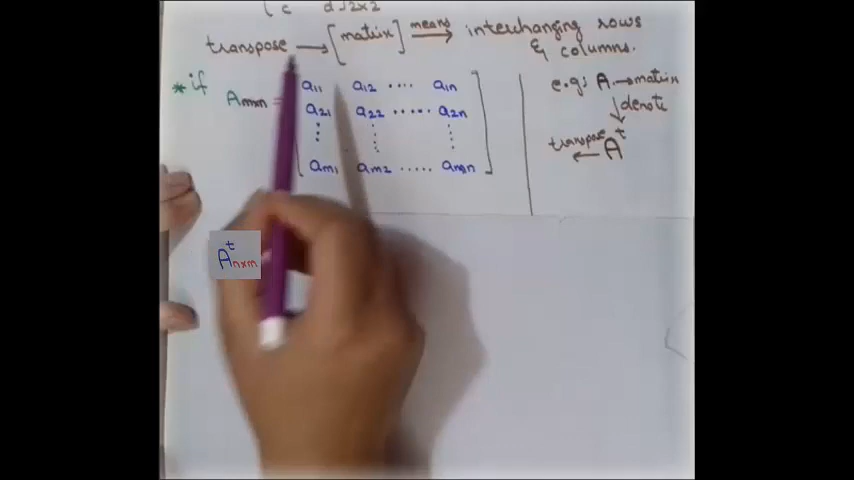 [c d]2x2
transpose → [matrix] means → interchanging rows
& columns.
* if
Amxn = a11 a12 .... a1n
a21 a22 ...... a2n
am1 am2 ..... amn
e.g: A → matrix
↓ denote
transpose ← A^t
A^t nxm